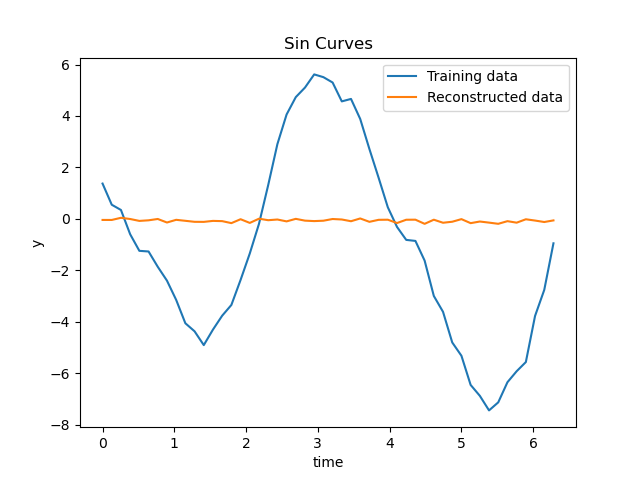 Sin Curves
Training data
Reconstructed data
6
4
2
0
−2
−4
−6
−8
y
0 1 2 3 4 5 6
time